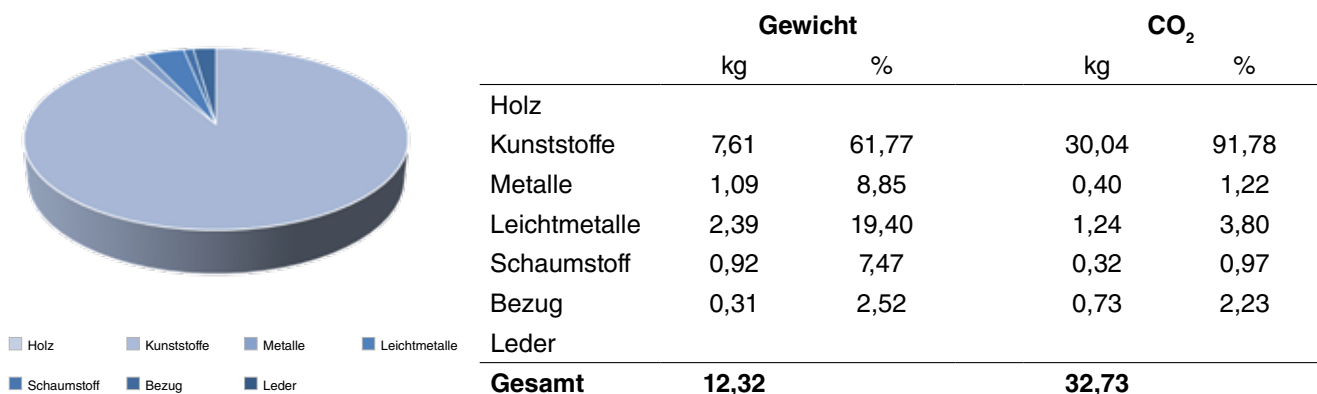 Gewicht CO₂
kg % kg %
Holz
Kunststoffe 7,61 61,77 30,04 91,78
Metalle 1,09 8,85 0,40 1,22
Leichtmetalle 2,39 19,40 1,24 3,80
Schaumstoff 0,92 7,47 0,32 0,97
Bezug 0,31 2,52 0,73 2,23
Leder
Gesamt 12,32 32,73
Holz Kunststoffe Metalle Leichtmetalle
Schaumstoff Bezug Leder